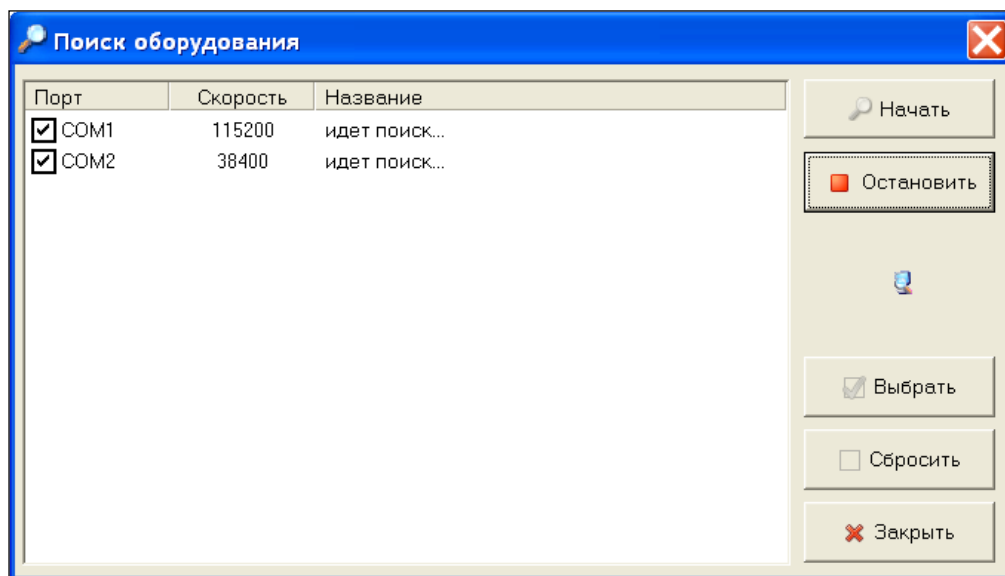 Поиск оборудования
Порт Скорость Название
COM1 115200 идет поиск...
COM2 38400 идет поиск...
Начать
Остановить
Выбрать
Сбросить
Закрыть